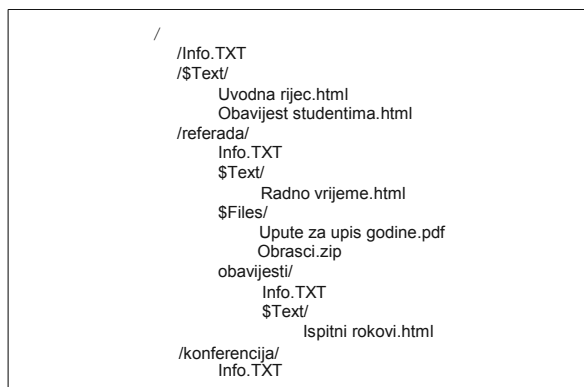 /
/Info.TXT
/$Text/
Uvodna rijec.html
Obavijest studentima.html
/referada/
Info.TXT
$Text/
Radno vrijeme.html
$Files/
Upute za upis godine.pdf
Obrasci.zip
obavijesti/
Info.TXT
$Text/
Ispitni rokovi.html
/konferencija/
Info.TXT